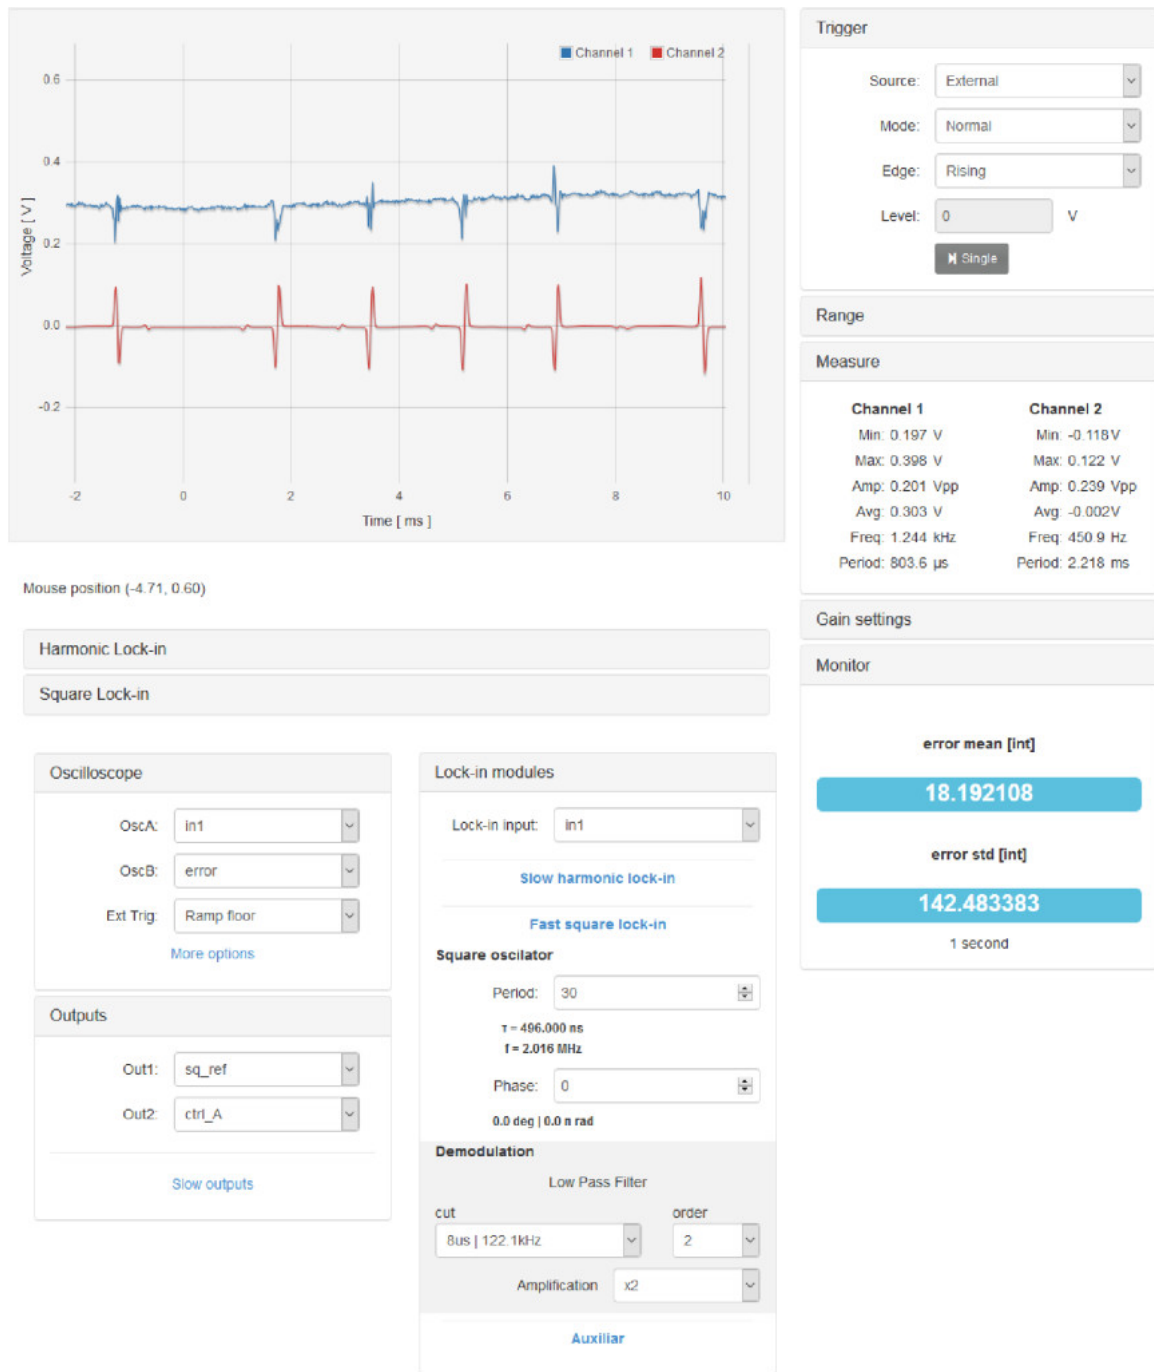 Channel 1 Channel 2
0.6
0.4
0.2
0.0
-0.2
Voltage [ V ]
-2 0 2 4 6 8 10
Time [ ms ]
Mouse position (-4.71, 0.60)
Harmonic Lock-in
Square Lock-in
Oscilloscope
OscA: in1
OscB: error
Ext Trig: Ramp floor
More options
Outputs
Out1: sq_ref
Out2: ctrl_A
Slow outputs
Lock-in modules
Lock-in input: in1
Slow harmonic lock-in
Fast square lock-in
Square oscilator
Period: 30
τ = 496.000 ns
f = 2.016 MHz
Phase: 0
0.0 deg | 0.0 π rad
Demodulation
Low Pass Filter
cut order
8us | 122.1kHz 2
Amplification x2
Auxiliar
Trigger
Source: External
Mode: Normal
Edge: Rising
Level: 0 V
Single
Range
Measure
Channel 1 Channel 2
Min: 0.197 V Min: -0.118V
Max: 0.398 V Max: 0.122 V
Amp: 0.201 Vpp Amp: 0.239 Vpp
Avg: 0.303 V Avg: -0.002V
Freq: 1.244 kHz Freq: 450.9 Hz
Period: 803.6 µs Period: 2.218 ms
Gain settings
Monitor
error mean [int]
18.192108
error std [int]
142.483383
1 second